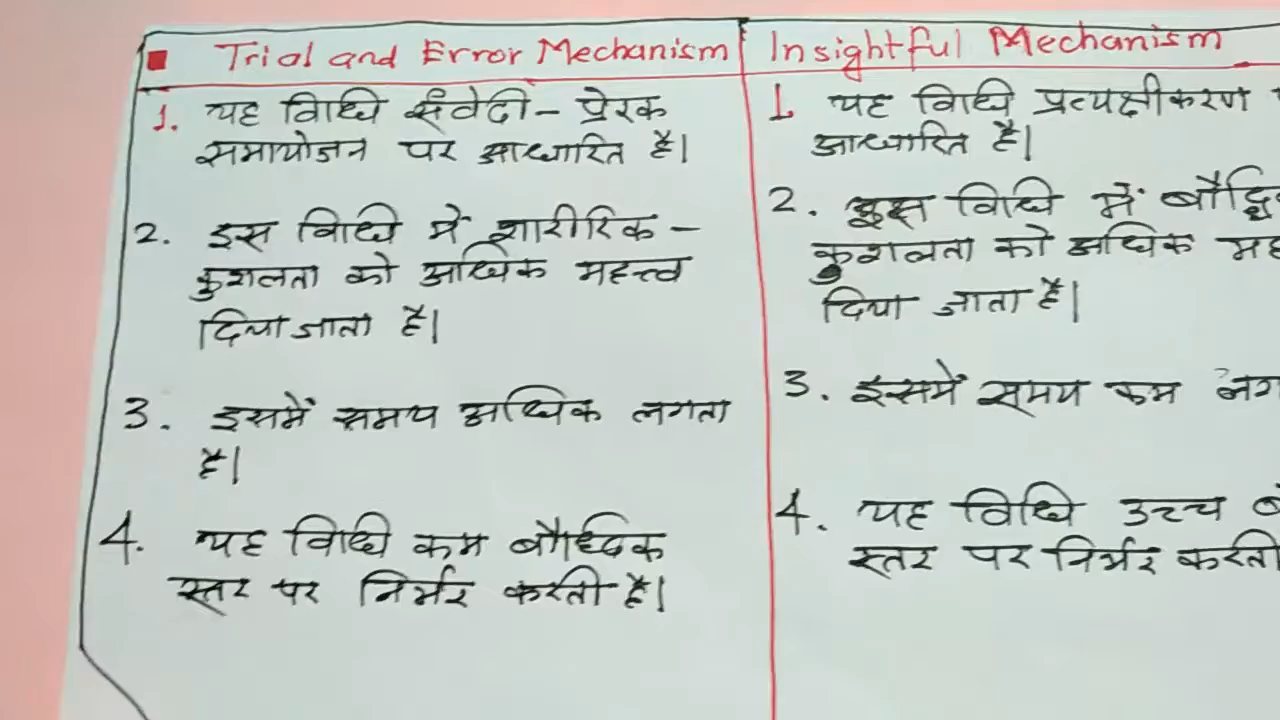 Trial and Error Mechanism
1. यह विधि संवेदी - प्रेरक
समायोजन पर आधारित है।
2. इस विधि में शारीरिक -
कुशलता को अधिक महत्त्व
दिया जाता है।
3. इसमें समय अधिक लगता
है।
4. यह विधि कम बौध्दिक
स्तर पर निर्भर करती है।
Insightful Mechanism
1 यह विधि प्रत्यक्षीकरण
आधारित है।
2. इस विधि में
कुशलता को अधिक
दिया जाता है।
3. इसमें समय कम
4. यह विधि उच्च
स्तर पर निर्भर करती